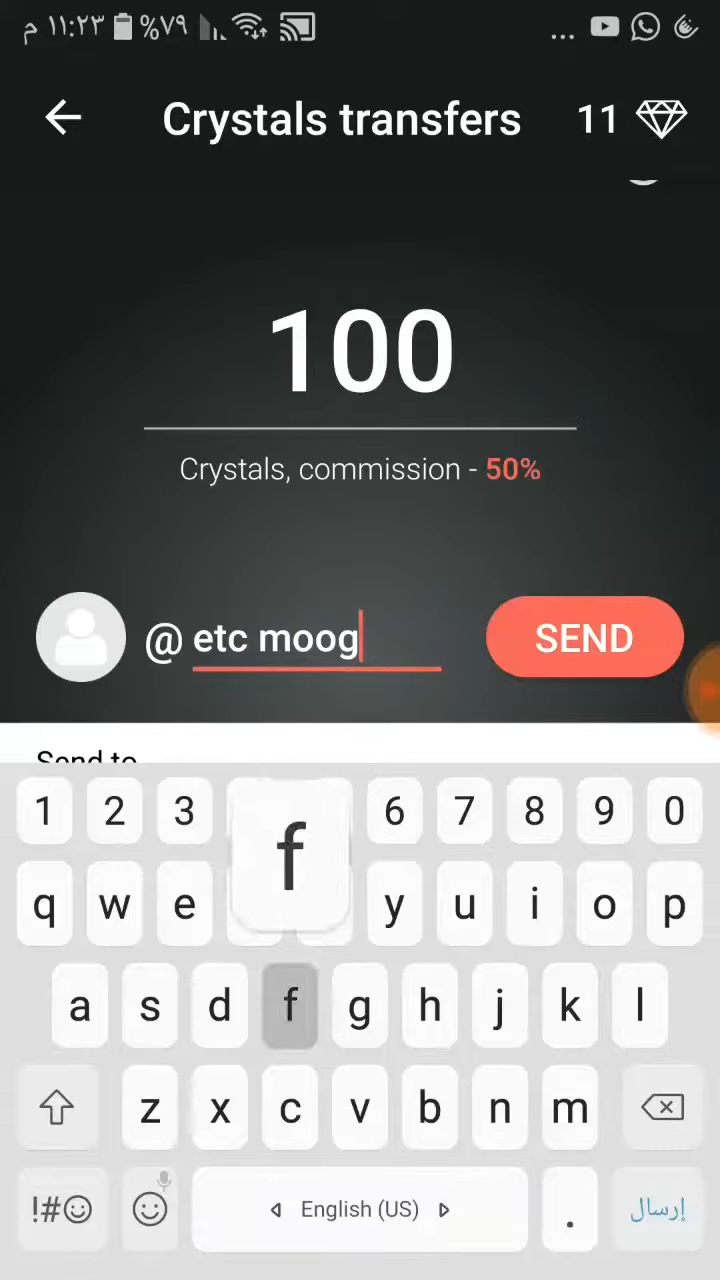 م ١١:٢٣ %٧٩ ...
Crystals transfers 11
100
Crystals, commission - 50%
@ etc moog SEND
Send to
1 2 3 6 7 8 9 0
f
q w e y u i o p
a s d f g h j k l
z x c v b n m
!#☺ English (US) . إرسال